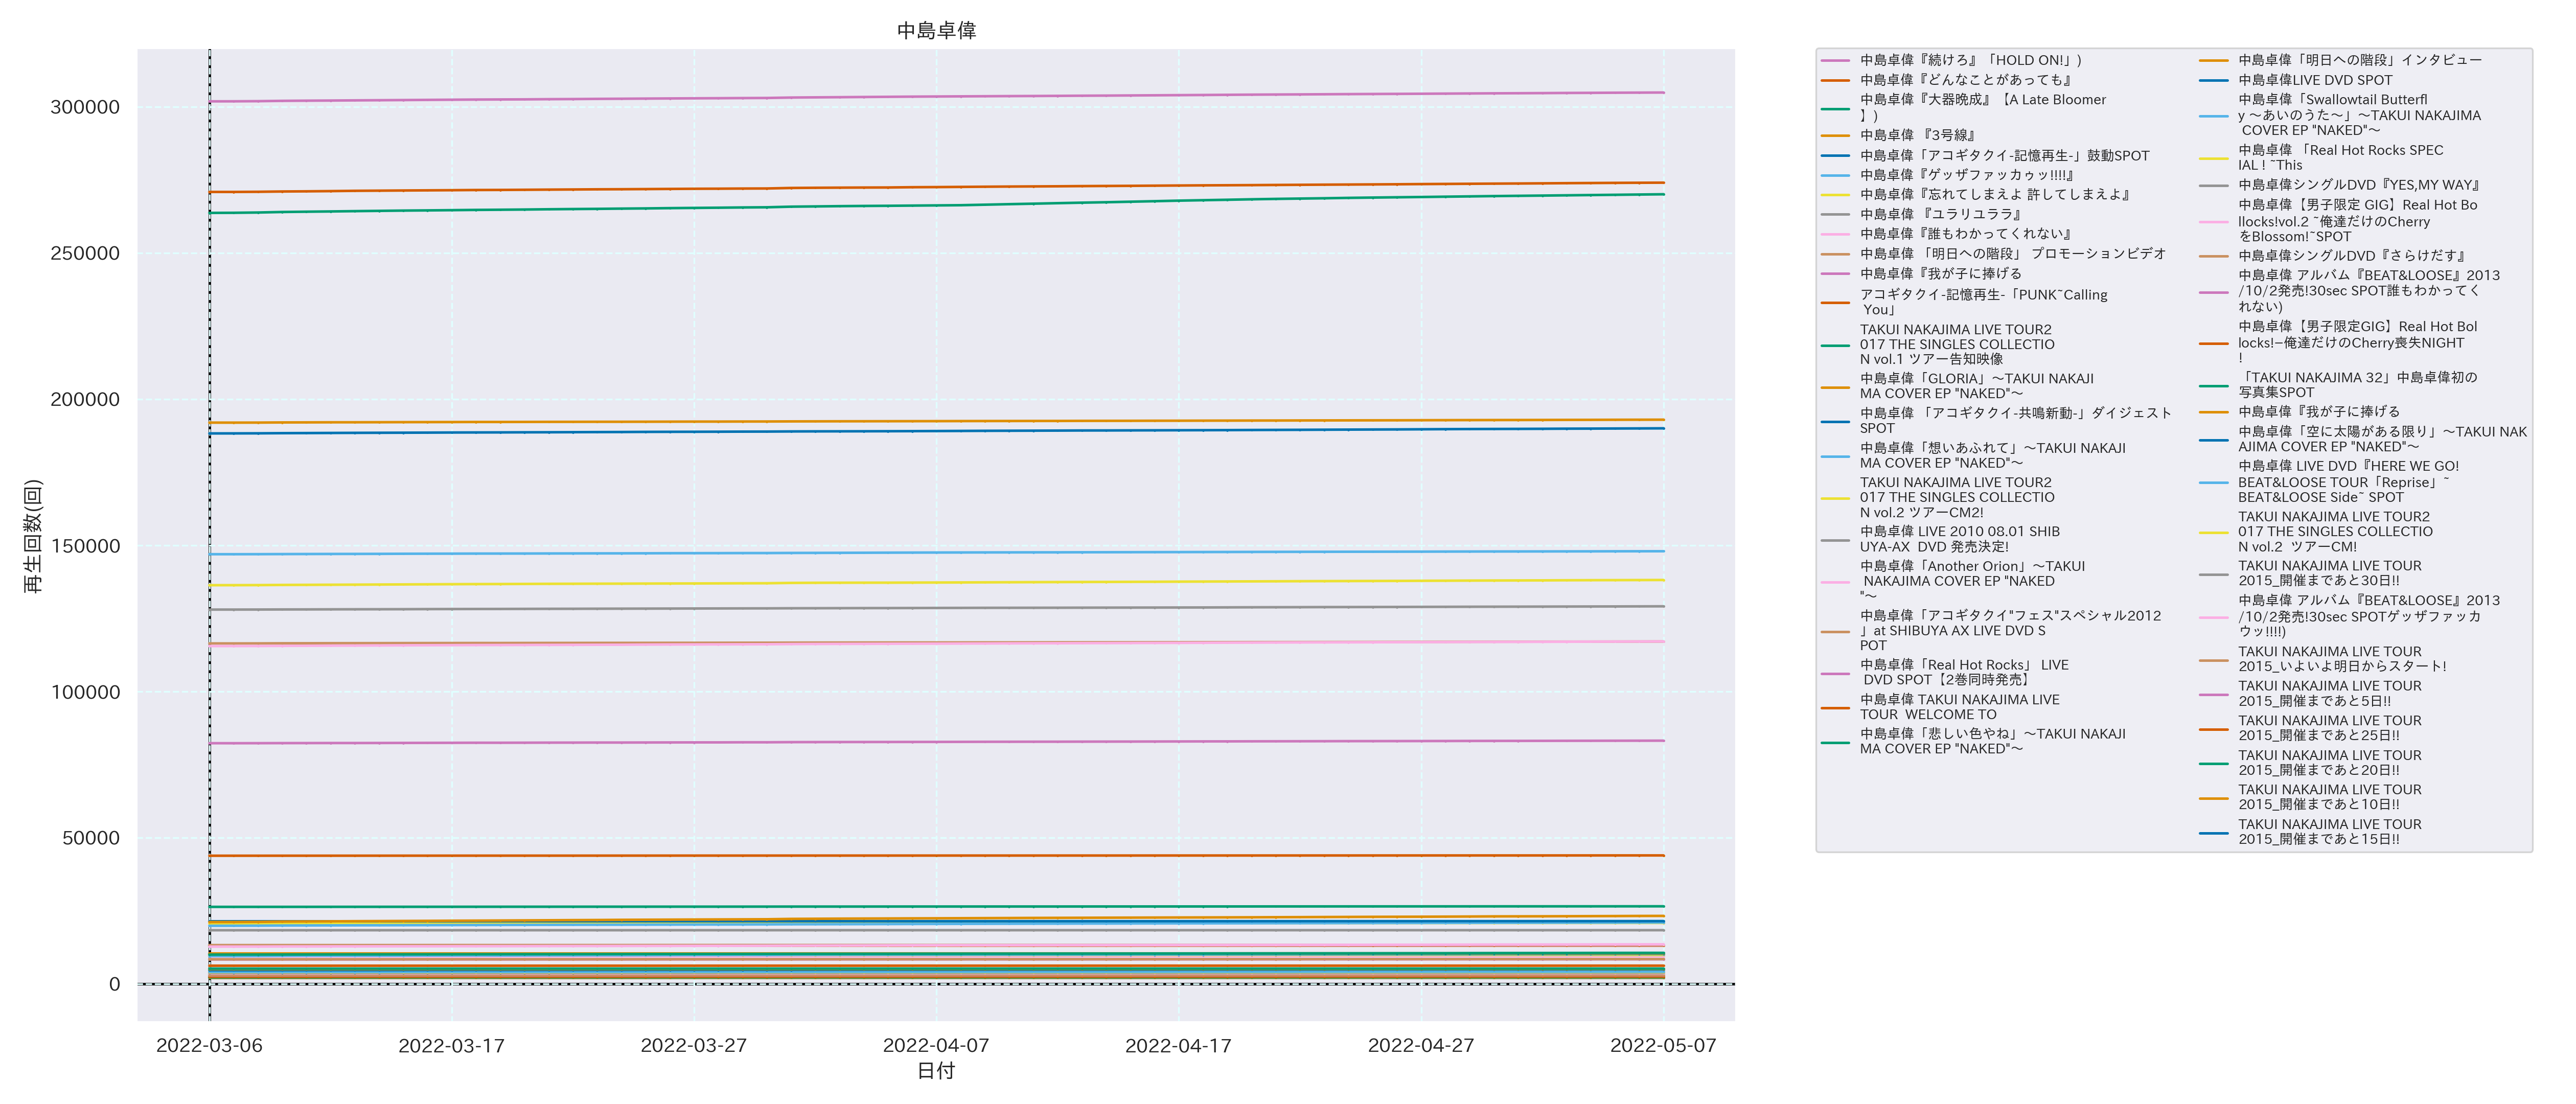 中島卓偉
300000
250000
200000
150000
100000
50000
0
再生回数(回)
2022-03-06
2022-03-17
2022-03-27
2022-04-07
2022-04-17
2022-04-27
2022-05-07
日付
中島卓偉『続けろ』「HOLD ON!」)
中島卓偉『どんなことがあっても』
中島卓偉『大器晩成』【A Late Bloomer
】)
中島卓偉 『3号線』
中島卓偉「アコギタクイ-記憶再生-」鼓動SPOT
中島卓偉『ゲッザファッカゥッ!!!!』
中島卓偉『忘れてしまえよ 許してしまえよ』
中島卓偉 『ユラリユララ』
中島卓偉『誰もわかってくれない』
中島卓偉 「明日への階段」 プロモーションビデオ
中島卓偉『我が子に捧げる
アコギタクイ-記憶再生-「PUNK~Calling
You」
TAKUI NAKAJIMA LIVE TOUR2
017 THE SINGLES COLLECTIO
N vol.1 ツアー告知映像
中島卓偉「GLORIA」～TAKUI NAKAJI
MA COVER EP "NAKED"～
中島卓偉 「アコギタクイ-共鳴新動-」ダイジェスト
SPOT
中島卓偉「想いあふれて」～TAKUI NAKAJI
MA COVER EP "NAKED"～
TAKUI NAKAJIMA LIVE TOUR2
017 THE SINGLES COLLECTIO
N vol.2 ツアーCM2!
中島卓偉 LIVE 2010 08.01 SHIB
UYA-AX  DVD 発売決定!
中島卓偉「Another Orion」～TAKUI
NAKAJIMA COVER EP "NAKED
"～
中島卓偉「アコギタクイ"フェス"スペシャル2012
」at SHIBUYA AX LIVE DVD S
POT
中島卓偉「Real Hot Rocks」 LIVE
DVD SPOT【2巻同時発売】
中島卓偉 TAKUI NAKAJIMA LIVE
TOUR  WELCOME TO
中島卓偉「悲しい色やね」～TAKUI NAKAJI
MA COVER EP "NAKED"～
中島卓偉「明日への階段」インタビュー
中島卓偉LIVE DVD SPOT
中島卓偉「Swallowtail Butterfl
y ～あいのうた～」～TAKUI NAKAJIMA
COVER EP "NAKED"～
中島卓偉 「Real Hot Rocks SPEC
IAL ! ~This
中島卓偉シングルDVD『YES,MY WAY』
中島卓偉【男子限定 GIG】Real Hot Bo
llocks!vol.2 ~俺達だけのCherry
をBlossom!~SPOT
中島卓偉シングルDVD『さらけだす』
中島卓偉 アルバム『BEAT&LOOSE』2013
/10/2発売!30sec SPOT誰もわかってく
れない)
中島卓偉【男子限定GIG】Real Hot Bol
locks!−俺達だけのCherry喪失NIGHT
!
「TAKUI NAKAJIMA 32」中島卓偉初の
写真集SPOT
中島卓偉『我が子に捧げる
中島卓偉「空に太陽がある限り」～TAKUI NAK
AJIMA COVER EP "NAKED"～
中島卓偉 LIVE DVD『HERE WE GO!
BEAT&LOOSE TOUR「Reprise」~
BEAT&LOOSE Side~ SPOT
TAKUI NAKAJIMA LIVE TOUR2
017 THE SINGLES COLLECTIO
N vol.2  ツアーCM!
TAKUI NAKAJIMA LIVE TOUR
2015_開催まであと30日!!
中島卓偉 アルバム『BEAT&LOOSE』2013
/10/2発売!30sec SPOTゲッザファッカ
ウッ!!!!)
TAKUI NAKAJIMA LIVE TOUR
2015_いよいよ明日からスタート!
TAKUI NAKAJIMA LIVE TOUR
2015_開催まであと5日!!
TAKUI NAKAJIMA LIVE TOUR
2015_開催まであと25日!!
TAKUI NAKAJIMA LIVE TOUR
2015_開催まであと20日!!
TAKUI NAKAJIMA LIVE TOUR
2015_開催まであと10日!!
TAKUI NAKAJIMA LIVE TOUR
2015_開催まであと15日!!